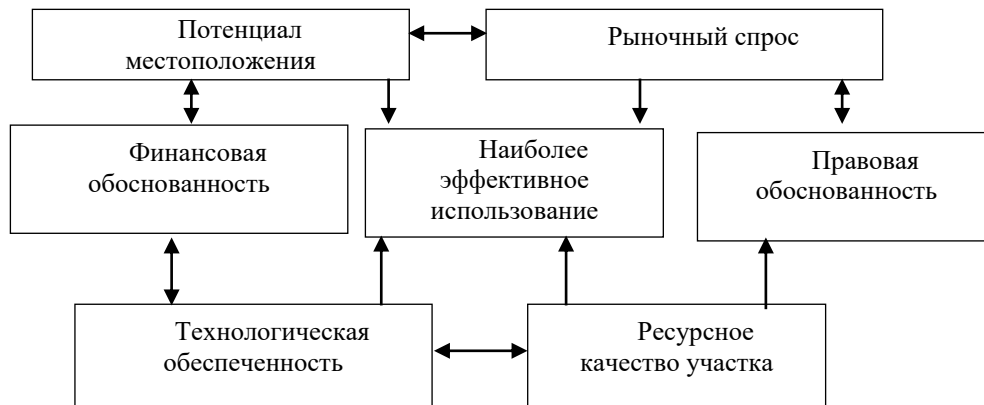 Потенциал
местоположения
Рыночный спрос
Финансовая
обоснованность
Наиболее
эффективное
использование
Правовая
обоснованность
Технологическая
обеспеченность
Ресурсное
качество участка